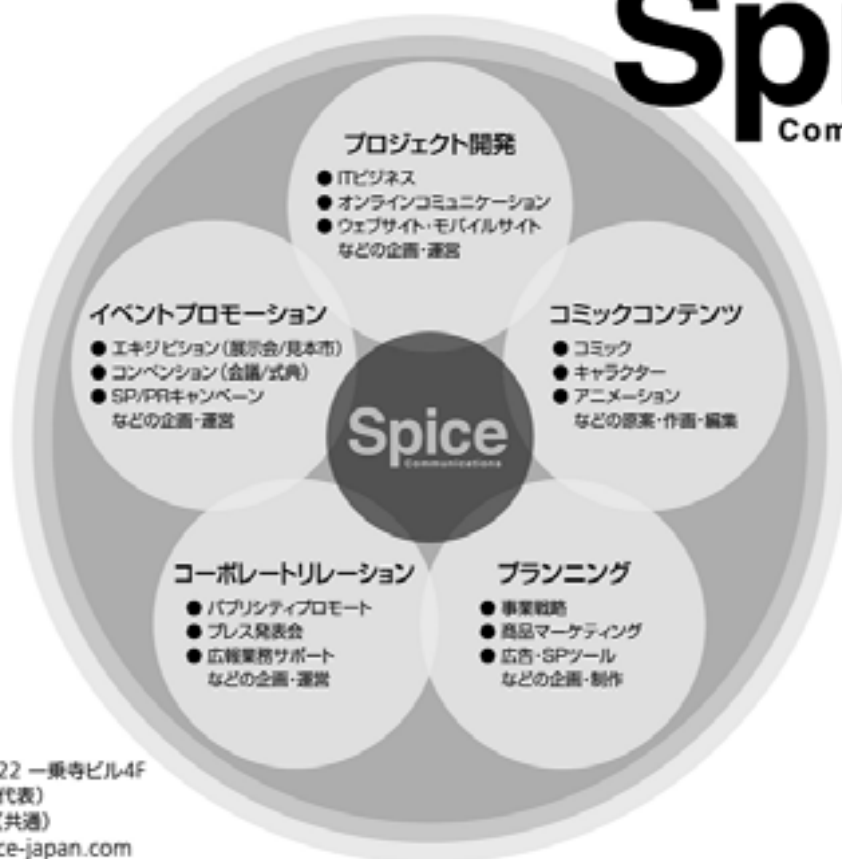 Spi
Com
プロジェクト開発
● ITビジネス
● オンラインコミュニケーション
● ウェブサイト・モバイルサイト
などの企画・運営
イベントプロモーション
● エキジビション(展示会/見本市)
● コンベンション(会議/式典)
● SP/PRキャンペーン
などの企画・運営
コミックコンテンツ
● コミック
● キャラクター
● アニメーション
などの原案・作画・編集
Spice
Communications
コーポレートリレーション
● パブリシティプロモート
● プレス発表会
● 広報業務サポート
などの企画・運営
プランニング
● 事業戦略
● 商品マーケティング
● 広告・SPツール
などの企画・制作
22 一乗寺ビル4F
代表)
(共通)
ce-japan.com